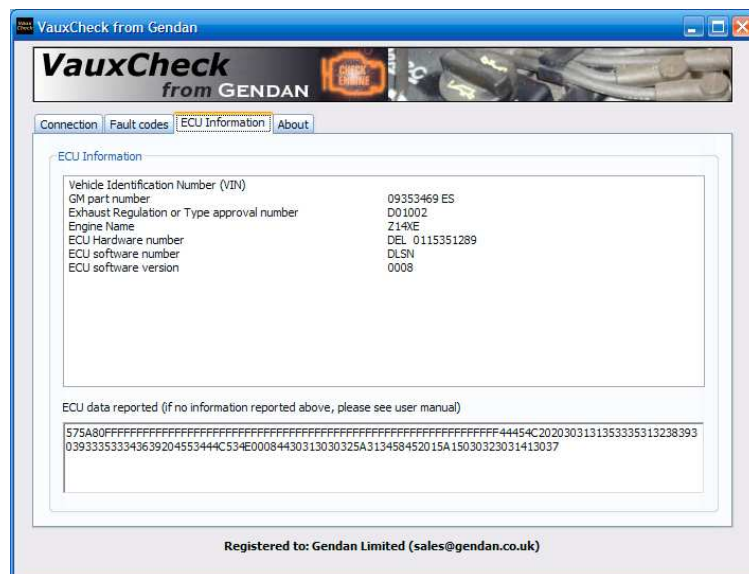 VauxCheck from Gendan
Vaux
Check
VauxCheck
from GENDAN
CHECK
ENGINE
Connection Fault codes ECU Information About
ECU Information
Vehicle Identification Number (VIN)
GM part number 09353469 ES
Exhaust Regulation or Type approval number D01002
Engine Name Z14XE
ECU Hardware number DEL 0115351289
ECU software number DLSN
ECU software version 0008
ECU data reported (if no information reported above, please see user manual)
039333533343639204553444C534E00084430313030325A313458452015A15030323031413037
Registered to: Gendan Limited (sales@gendan.co.uk)